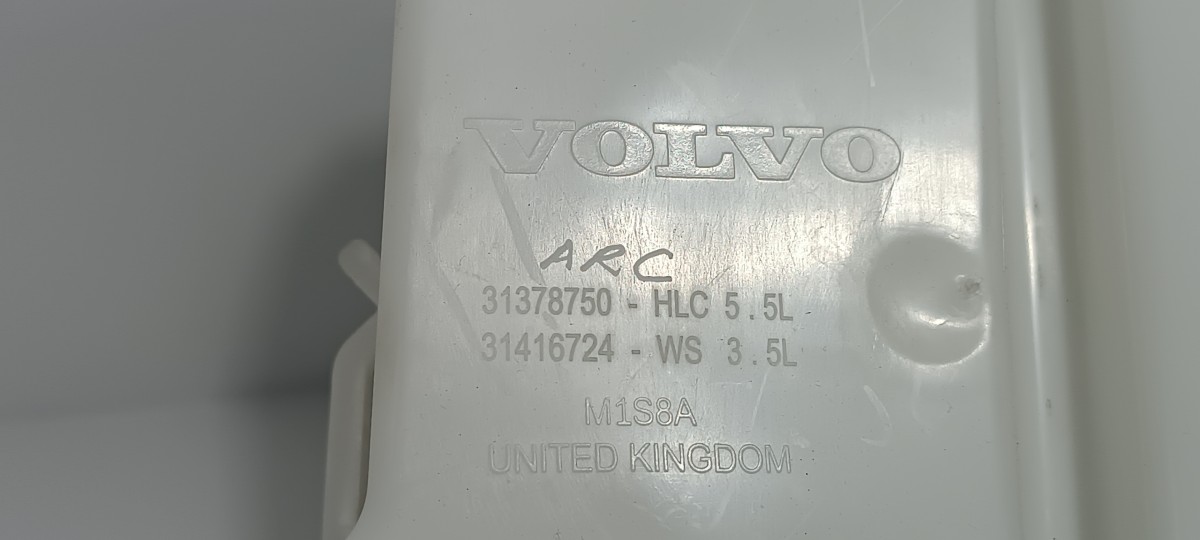 VOLVO
ARC
31378750 - HLC 5.5L
31416724 - WS 3.5L
M1S8A
UNITED KINGDOM